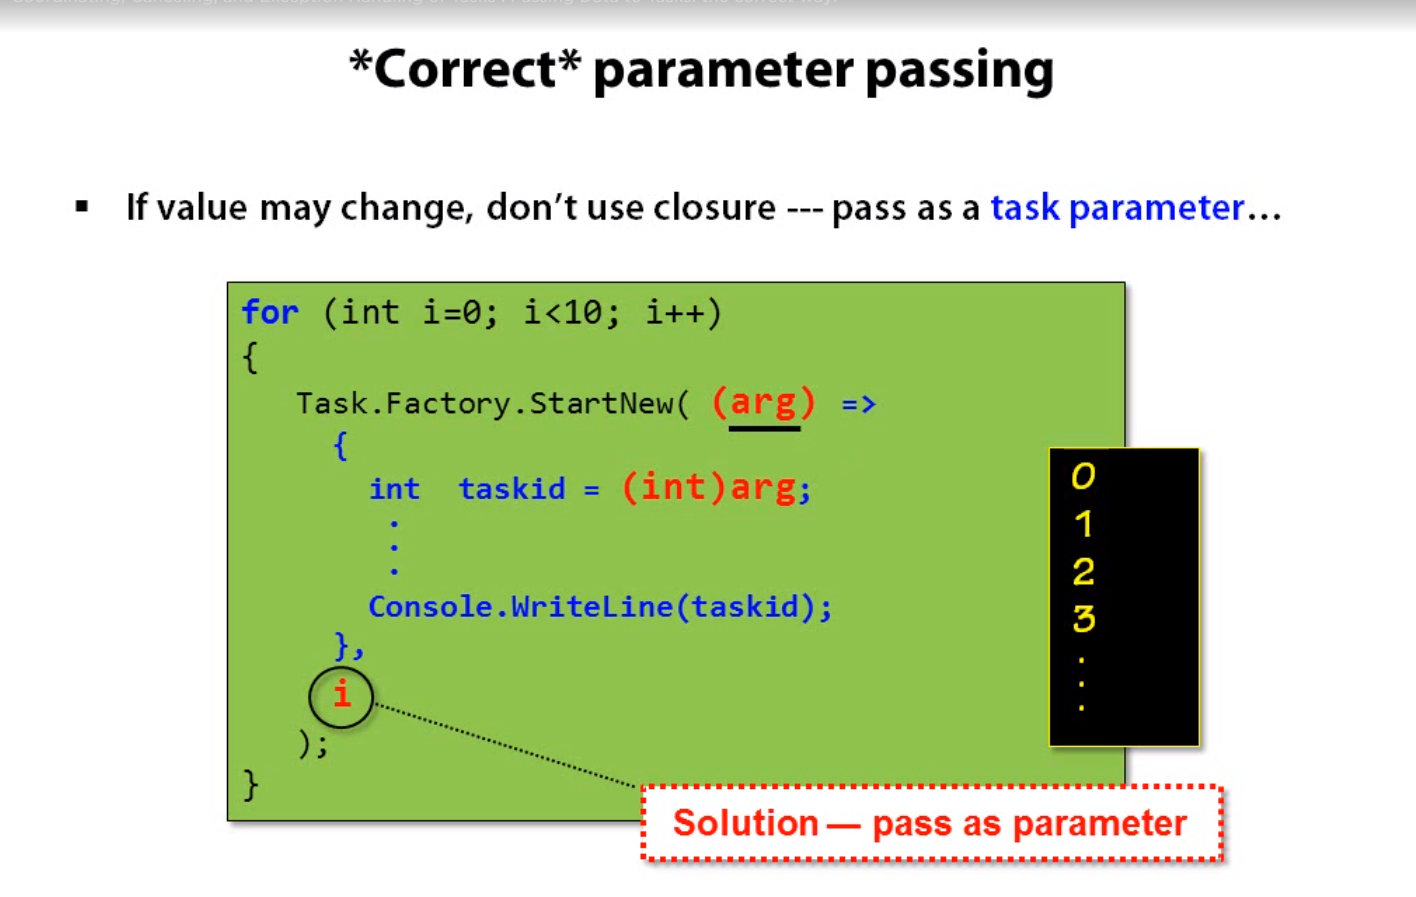 *Correct* parameter passing
▪ If value may change, don't use closure --- pass as a task parameter...
for (int i=0; i<10; i++)
{
Task.Factory.StartNew( (arg) =>
{
int taskid = (int)arg;
.
.
.
Console.WriteLine(taskid);
},
i
);
}
0
1
2
3
.
.
.
Solution — pass as parameter